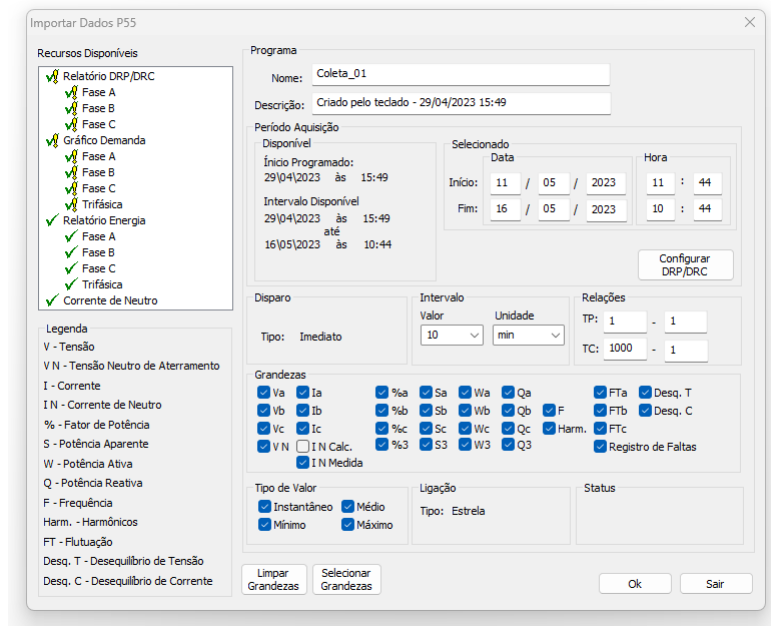 Importar Dados P55
Recursos Disponíveis
Relatório DRP/DRC
Fase A
Fase B
Fase C
Gráfico Demanda
Fase A
Fase B
Fase C
Trifásica
Relatório Energia
Fase A
Fase B
Fase C
Trifásica
Corrente de Neutro
Legenda
V - Tensão
V N - Tensão Neutro de Aterramento
I - Corrente
I N - Corrente de Neutro
% - Fator de Potência
S - Potência Aparente
W - Potência Ativa
Q - Potência Reativa
F - Frequência
Harm. - Harmônicos
FT - Flutuação
Desq. T - Desequilíbrio de Tensão
Desq. C - Desequilíbrio de Corrente
Programa
Nome: Coleta_01
Descrição: Criado pelo teclado - 29/04/2023 15:49
Período Aquisição
Disponível
Ínicio Programado:
29\04\2023 às 15:49
Intervalo Disponível
29\04\2023 às 15:49
até
16\05\2023 às 10:44
Selecionado
Data Hora
Início: 11 / 05 / 2023 11 : 44
Fim: 16 / 05 / 2023 10 : 44
Configurar
DRP/DRC
Disparo
Tipo: Imediato
Intervalo
Valor Unidade
10 min
Relações
TP: 1 - 1
TC: 1000 - 1
Grandezas
Va Ia %a Sa Wa Qa FTa Desq. T
Vb Ib %b Sb Wb Qb F FTb Desq. C
Vc Ic %c Sc Wc Qc Harm. FTc
V N I N Calc. %3 S3 W3 Q3 Registro de Faltas
I N Medida
Tipo de Valor
Instantâneo Médio
Mínimo Máximo
Ligação
Tipo: Estrela
Status
Limpar
Grandezas
Selecionar
Grandezas
Ok Sair